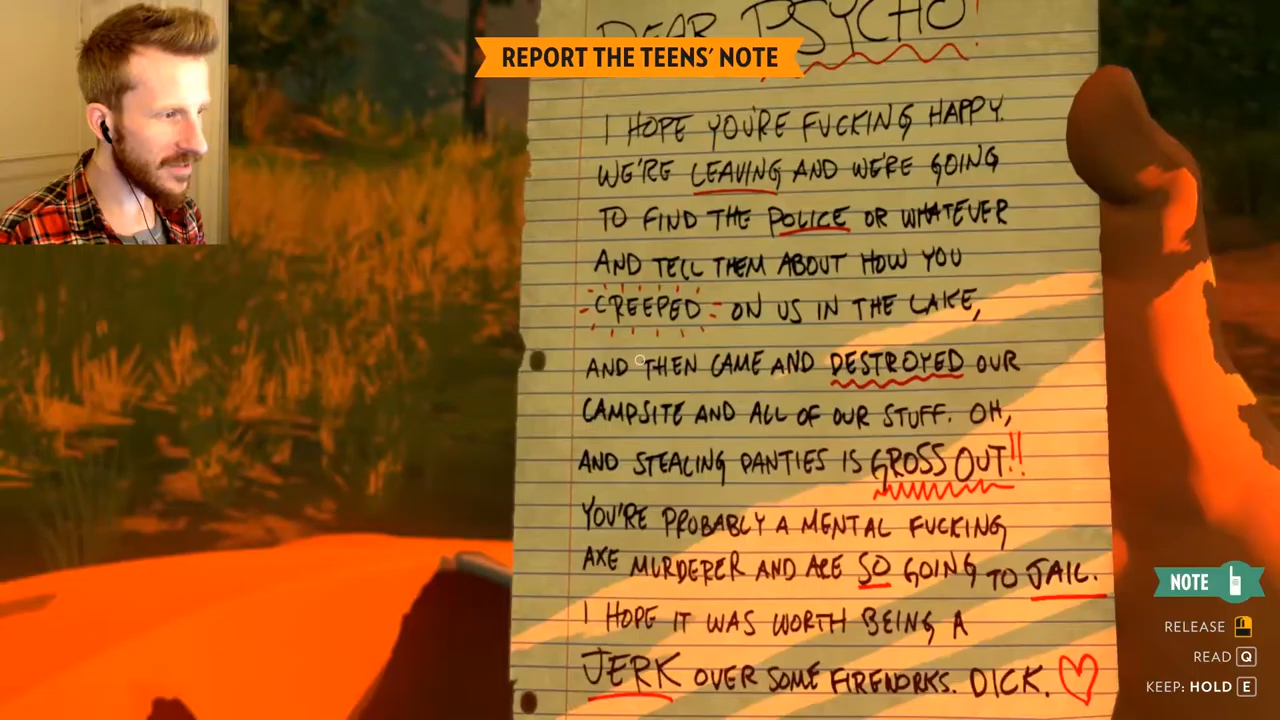 DEAR PSYCHO!
REPORT THE TEENS' NOTE
I HOPE YOU'RE FUCKING HAPPY.
WE'RE LEAVING AND WE'RE GOING
TO FIND THE POLICE OR WHATEVER
AND TELL THEM ABOUT HOW YOU
CREEPED ON US IN THE LAKE,
AND THEN CAME AND DESTROYED OUR
CAMPSITE AND ALL OF OUR STUFF. OH,
AND STEALING PANTIES IS GROSS OUT!!
YOU'RE PROBABLY A MENTAL FUCKING
AXE MURDERER AND ARE SO GOING TO JAIL.
I HOPE IT WAS WORTH BEING A
JERK OVER SOME FIREWORKS. DICK.
NOTE
RELEASE
READ Q
KEEP: HOLD E